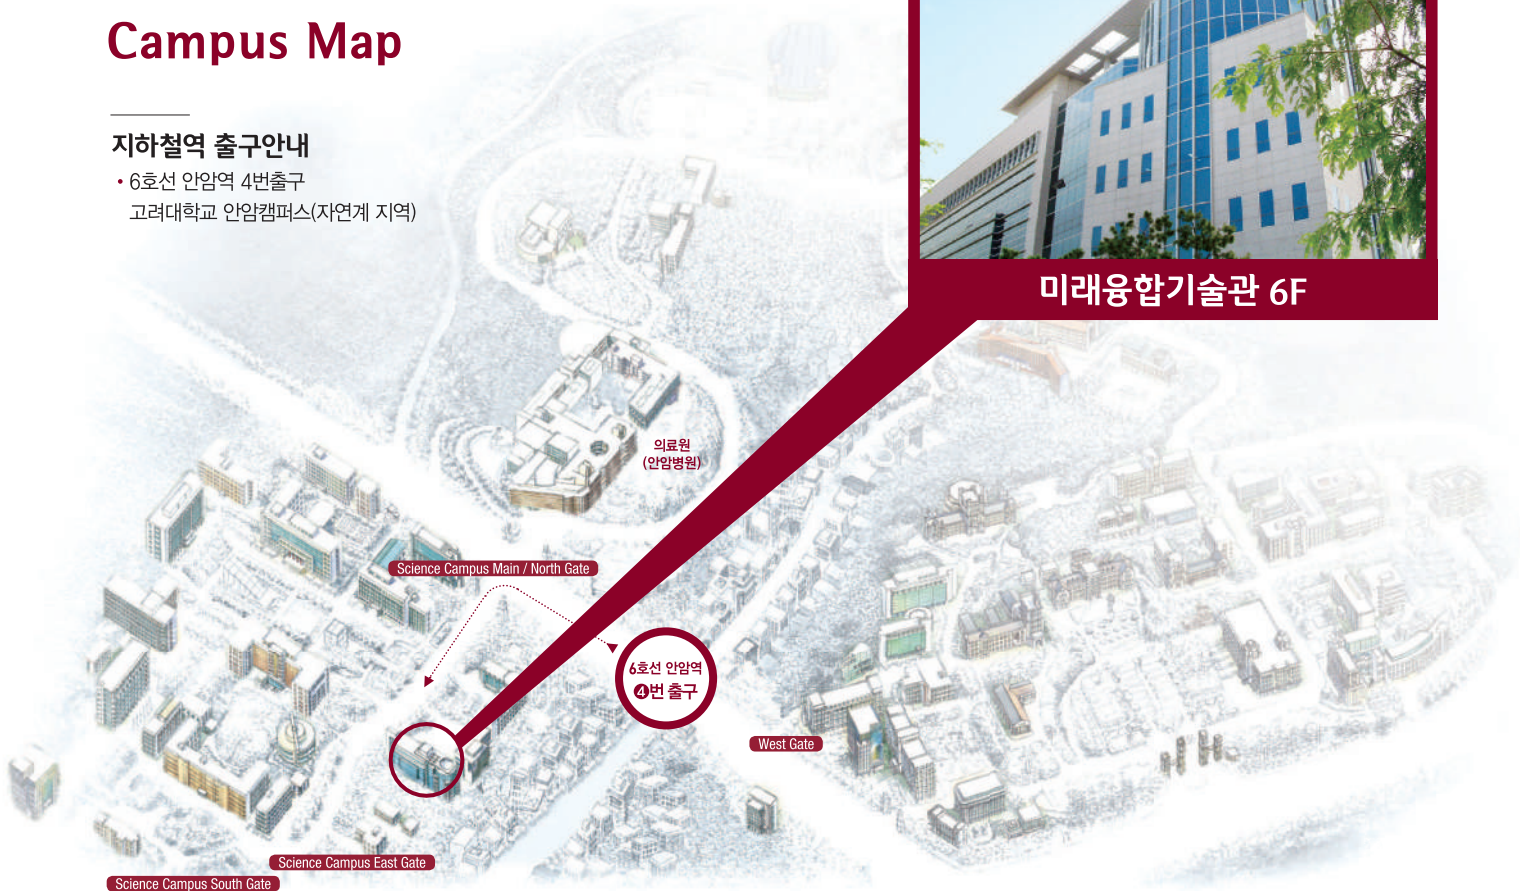 Campus Map
지하철역 출구안내
• 6호선 안암역 4번출구
고려대학교 안암캠퍼스(자연계 지역)
미래융합기술관 6F
의료원
(안암병원)
Science Campus Main / North Gate
6호선 안암역
4번 출구
West Gate
Science Campus East Gate
Science Campus South Gate